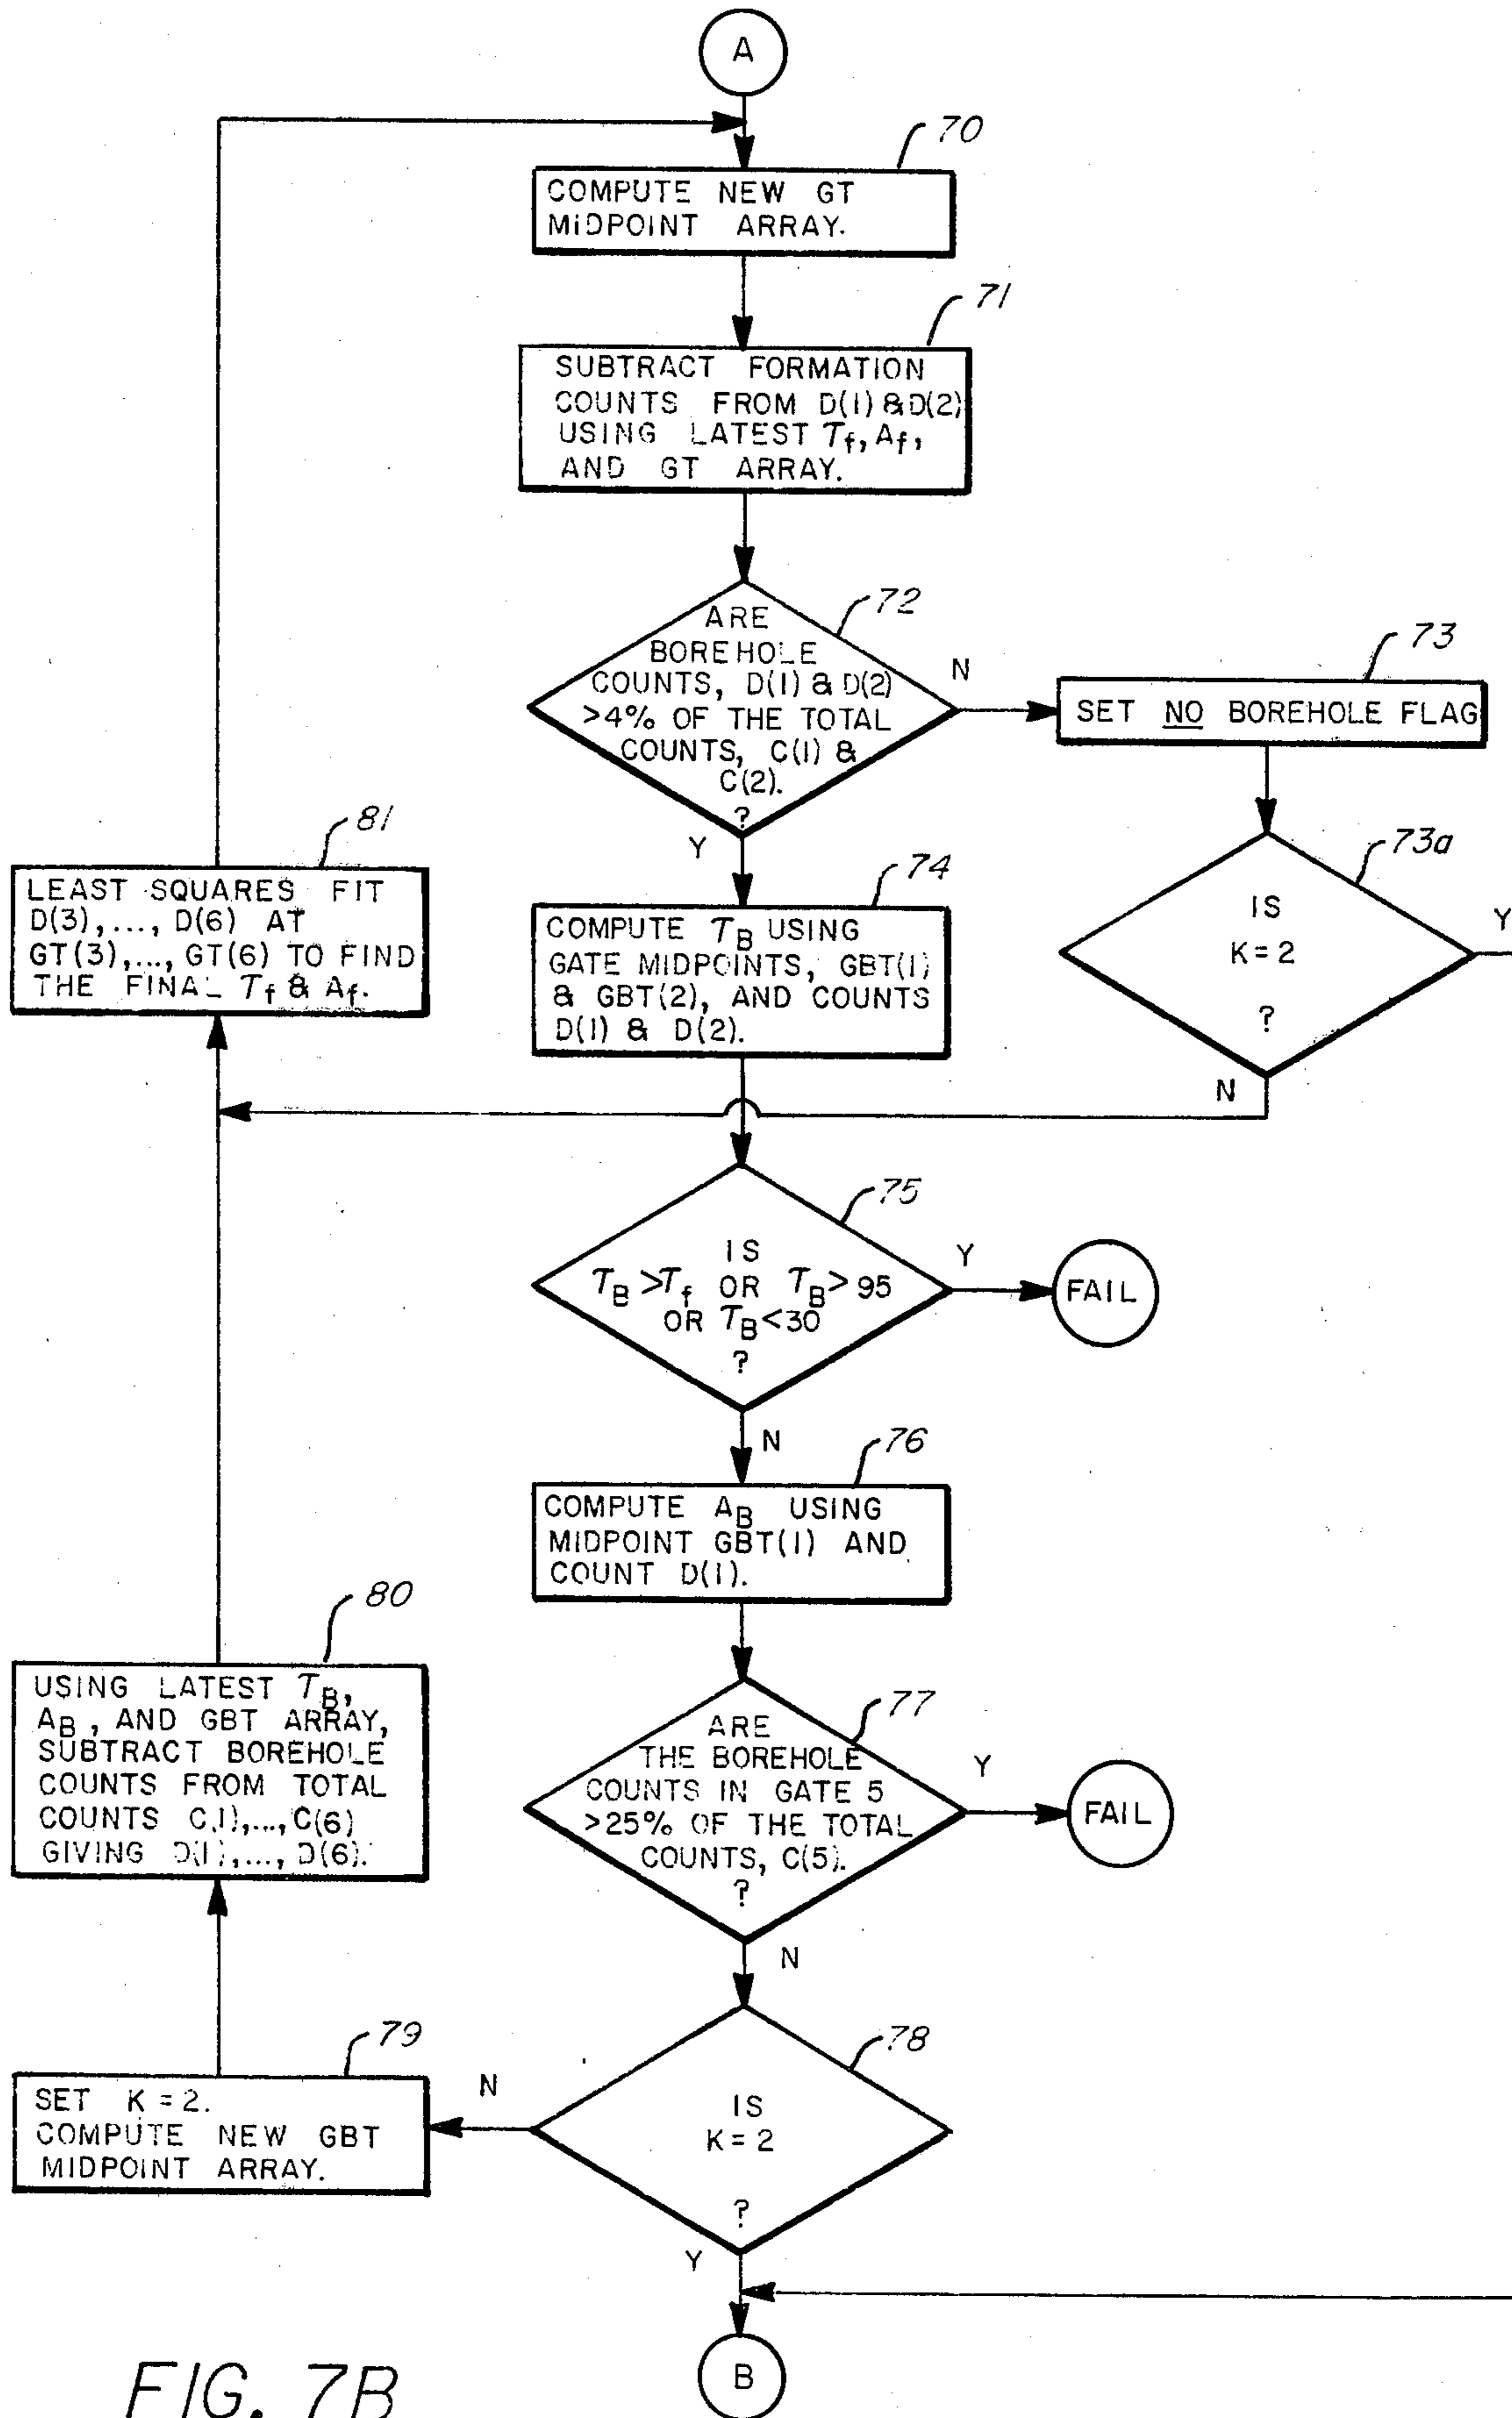 A
70
COMPUTE NEW GT
MIDPOINT ARRAY.
71
SUBTRACT FORMATION
COUNTS FROM D(1) & D(2)
USING LATEST Tf, Af,
AND GT ARRAY.
72
ARE
BOREHOLE
COUNTS, D(1) & D(2)
>4% OF THE TOTAL
COUNTS, C(1) &
C(2).
?
N
Y
73
SET NO BOREHOLE FLAG
73a
IS
K=2
?
Y
N
81
LEAST SQUARES FIT
D(3),..., D(6) AT
GT(3),..., GT(6) TO FIND
THE FINAL Tf & Af.
74
COMPUTE TB USING
GATE MIDPOINTS, GBT(1)
& GBT(2), AND COUNTS
D(1) & D(2).
75
IS
TB >Tf OR TB > 95
OR TB <30
?
Y
FAIL
N
76
COMPUTE AB USING
MIDPOINT GBT(1) AND
COUNT D(1).
80
USING LATEST TB,
AB, AND GBT ARRAY,
SUBTRACT BOREHOLE
COUNTS FROM TOTAL
COUNTS C(1),...,C(6)
GIVING D(1),..., D(6).
77
ARE
THE BOREHOLE
COUNTS IN GATE 5
>25% OF THE TOTAL
COUNTS, C(5).
?
Y
FAIL
N
79
SET K = 2.
COMPUTE NEW GBT
MIDPOINT ARRAY.
78
IS
K=2
?
N
Y
B
FIG. 7B